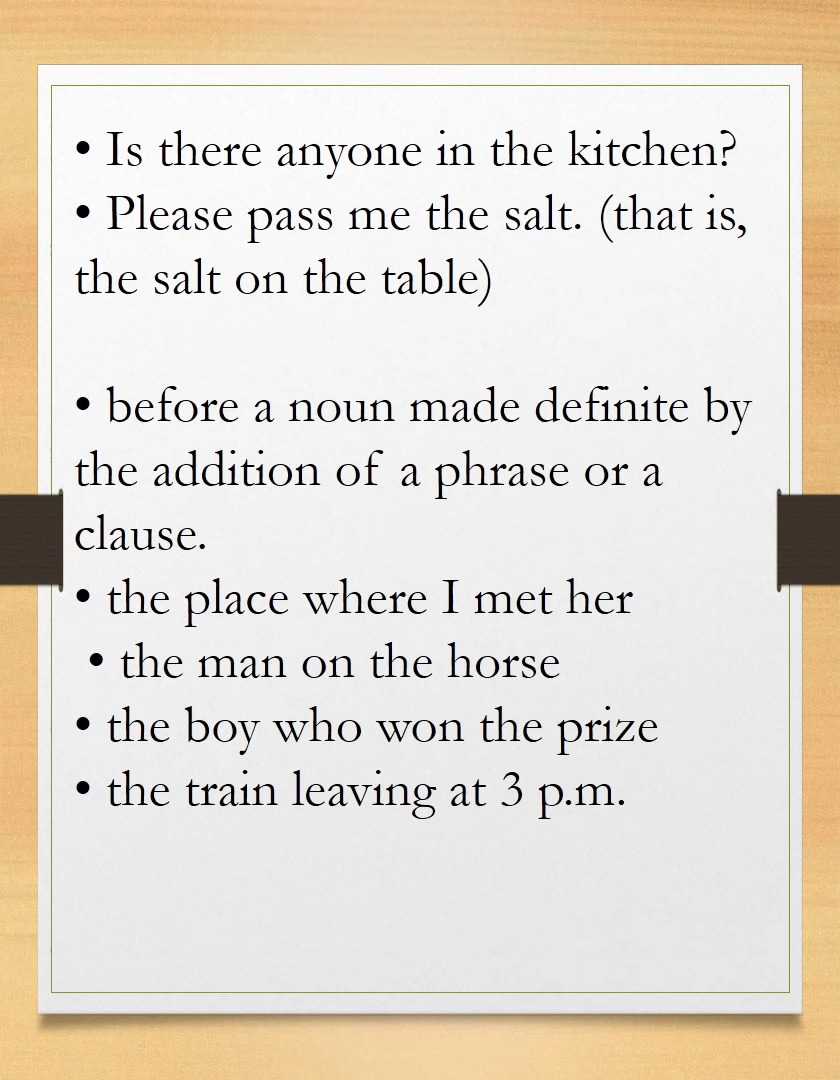 • Is there anyone in the kitchen?
• Please pass me the salt. (that is,
the salt on the table)
• before a noun made definite by
the addition of a phrase or a
clause.
• the place where I met her
• the man on the horse
• the boy who won the prize
• the train leaving at 3 p.m.